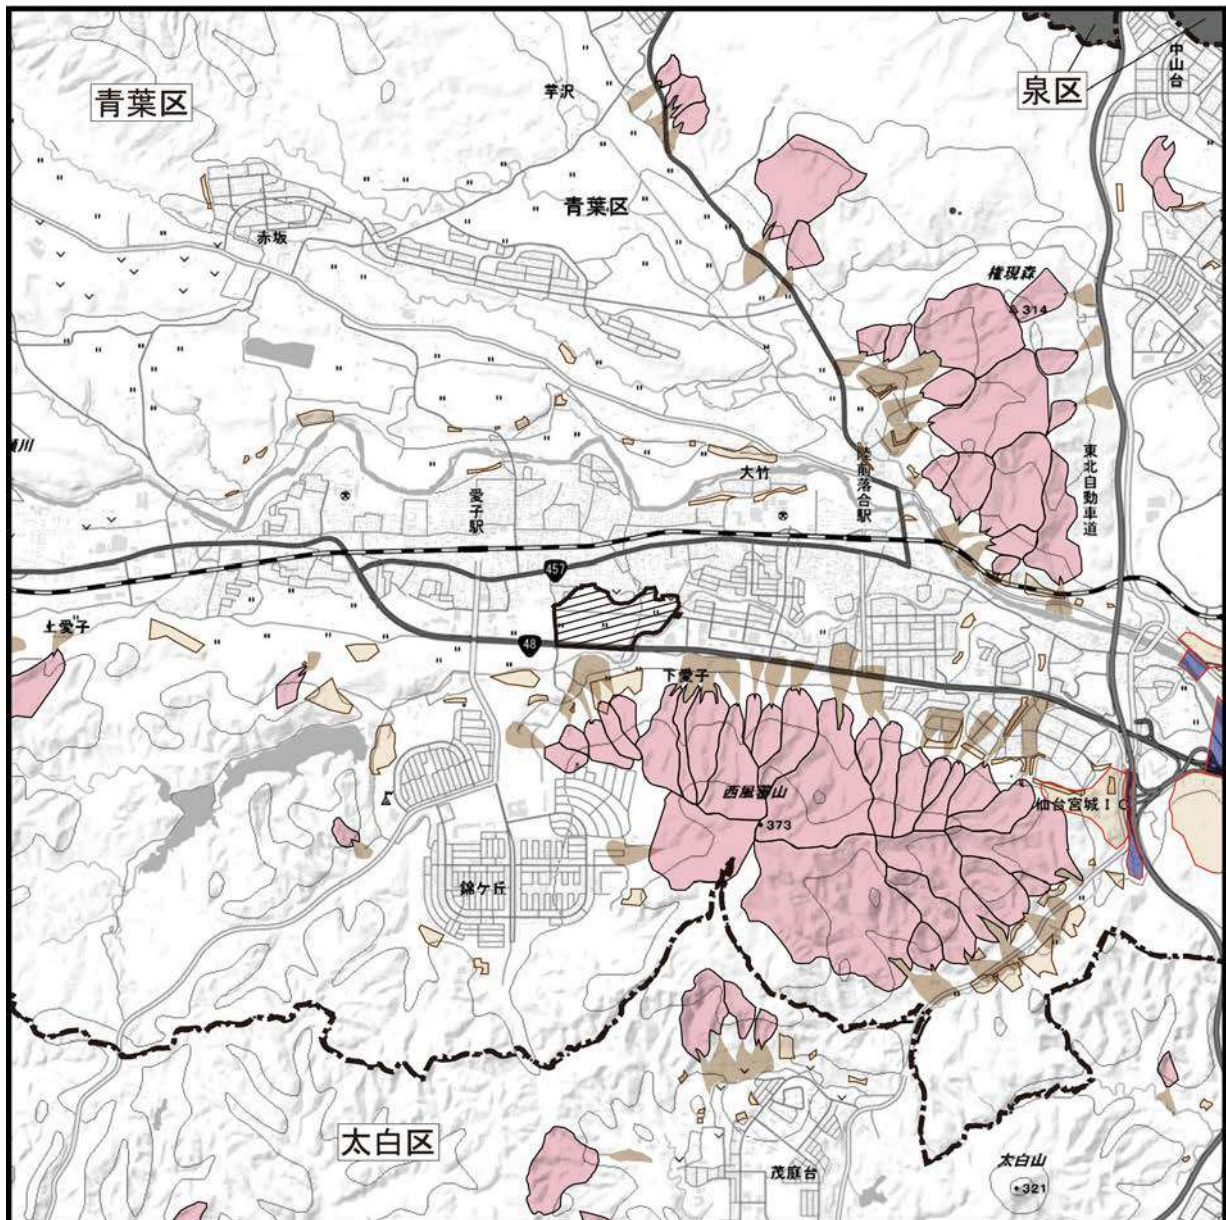 青葉区
泉区
中山台
芋沢
青葉区
赤坂
権現森
314
東北自動車道
陸前落合駅
大竹
愛子駅
457
上愛子
48
下愛子
西風蕃山
373
仙台宮城IC
錦ケ丘
太白区
茂庭台
太白山
321